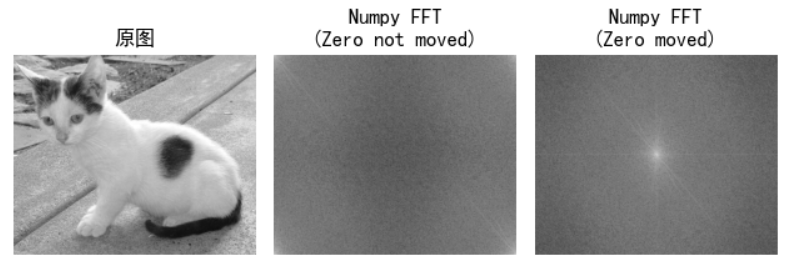 原图
Numpy FFT
(Zero not moved)
Numpy FFT
(Zero moved)